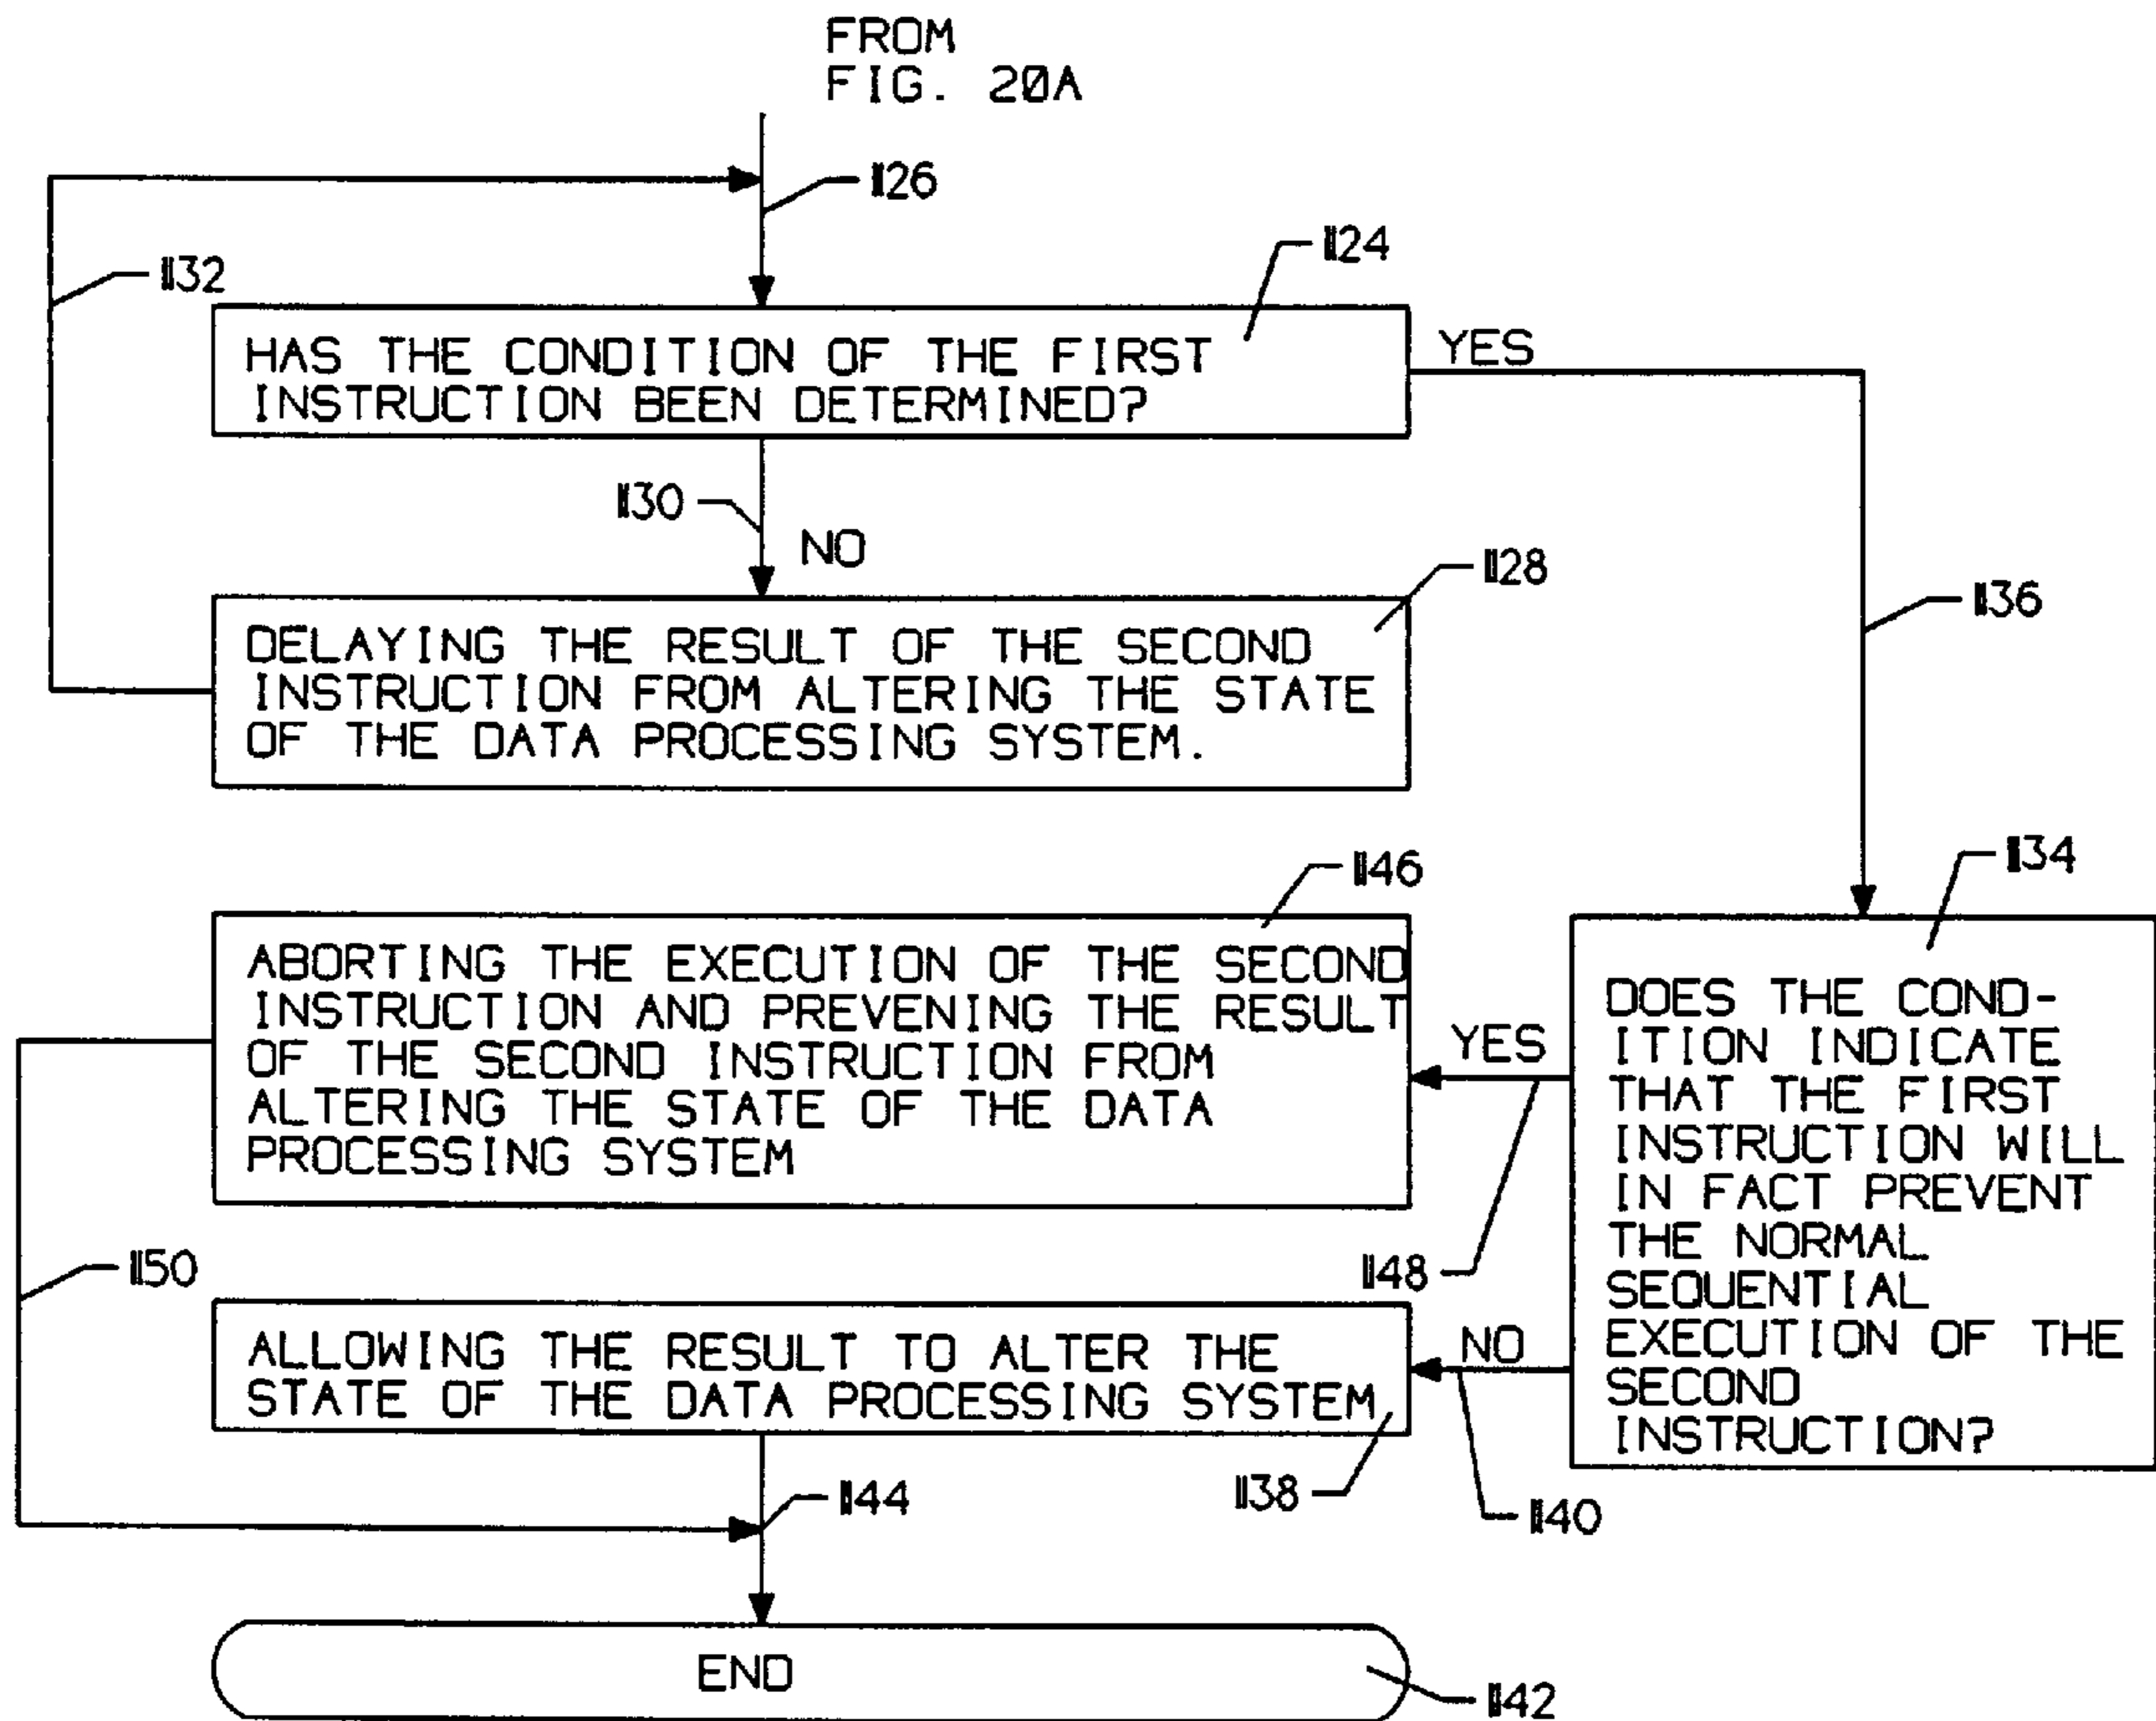 FROM
FIG. 20A
1126
1124
1132
HAS THE CONDITION OF THE FIRST
INSTRUCTION BEEN DETERMINED?
YES
1130
NO
1128
1136
DELAYING THE RESULT OF THE SECOND
INSTRUCTION FROM ALTERING THE STATE
OF THE DATA PROCESSING SYSTEM.
1146
1134
ABORTING THE EXECUTION OF THE SECOND
INSTRUCTION AND PREVENING THE RESULT
OF THE SECOND INSTRUCTION FROM
ALTERING THE STATE OF THE DATA
PROCESSING SYSTEM
YES
DOES THE COND-
ITION INDICATE
THAT THE FIRST
INSTRUCTION WILL
IN FACT PREVENT
THE NORMAL
SEQUENTIAL
EXECUTION OF THE
SECOND
INSTRUCTION?
1148
1150
ALLOWING THE RESULT TO ALTER THE
STATE OF THE DATA PROCESSING SYSTEM
NO
1138
1140
1144
END
1142